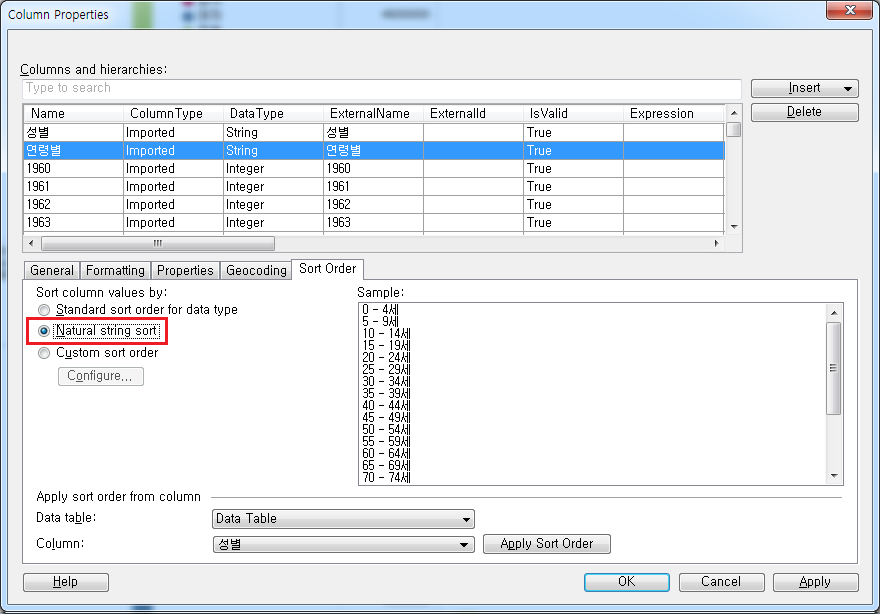 Column Properties
Columns and hierarchies:
Type to search
Insert
Delete
Name ColumnType DataType ExternalName ExternalId IsValid Expression
성별 Imported String 성별 True
연령별 Imported String 연령별 True
1960 Imported Integer 1960 True
1961 Imported Integer 1961 True
1962 Imported Integer 1962 True
1963 Imported Integer 1963 True
General Formatting Properties Geocoding Sort Order
Sort column values by:
Standard sort order for data type
Natural string sort
Custom sort order
Configure...
Sample:
0 - 4세
5 - 9세
10 - 14세
15 - 19세
20 - 24세
25 - 29세
30 - 34세
35 - 39세
40 - 44세
45 - 49세
50 - 54세
55 - 59세
60 - 64세
65 - 69세
70 - 74세
Apply sort order from column
Data table: Data Table
Column: 성별 Apply Sort Order
Help OK Cancel Apply